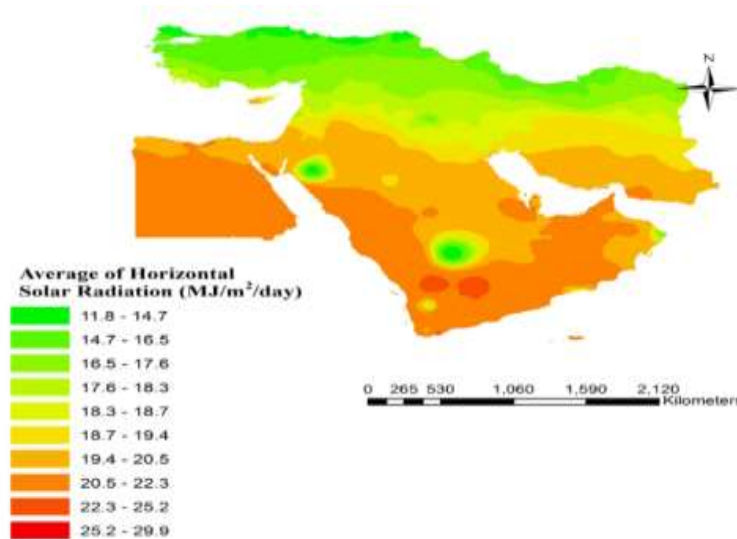 Z
Average of Horizontal
Solar Radiation (MJ/m²/day)
11.8 - 14.7
14.7 - 16.5
16.5 - 17.6
17.6 - 18.3
18.3 - 18.7
18.7 - 19.4
19.4 - 20.5
20.5 - 22.3
22.3 - 25.2
25.2 - 29.9
0 265 530 1,060 1,590 2,120
Kilometers